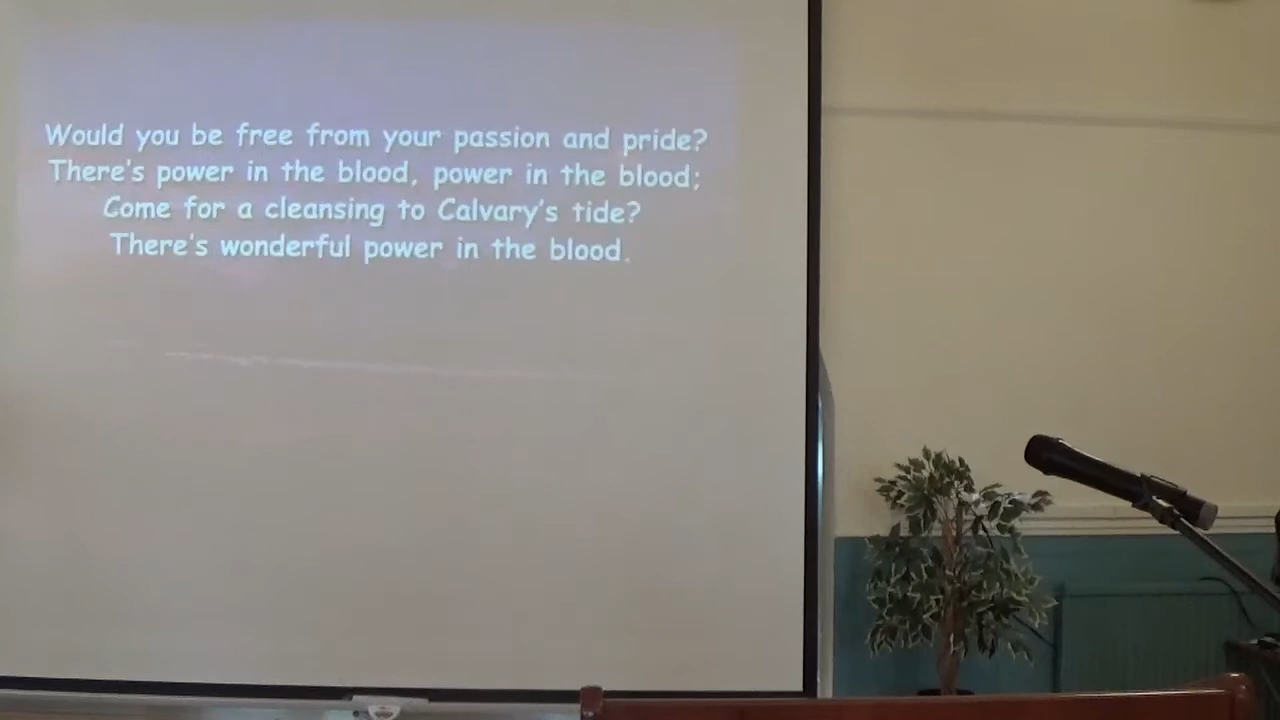 Would you be free from your passion and pride?
There's power in the blood, power in the blood;
Come for a cleansing to Calvary's tide?
There's wonderful power in the blood.